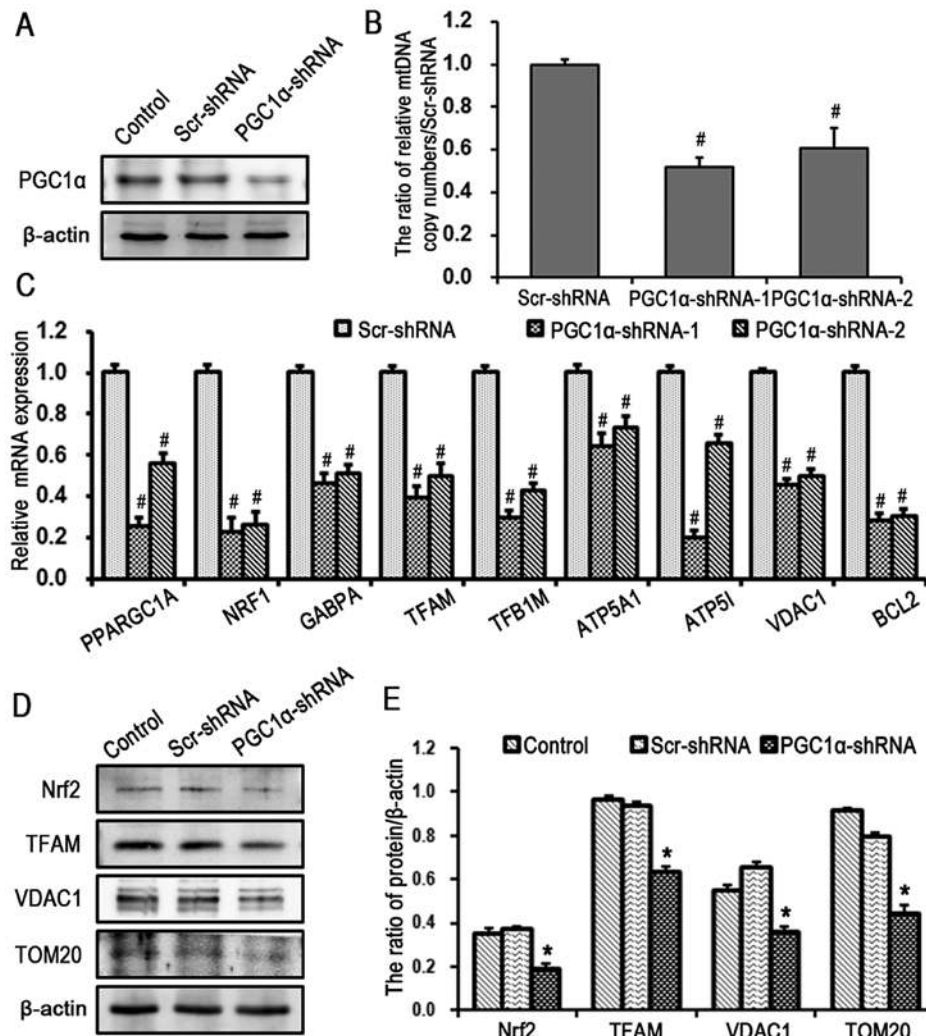 A
Control
Scr-shRNA
PGC1α-shRNA
PGC1α
β-actin
B
The ratio of relative mtDNA
copy numbers/Scr-shRNA
1.2
1.0
0.8
0.6
0.4
0.2
0.0
#
#
Scr-shRNA
PGC1α-shRNA-1
PGC1α-shRNA-2
C
Scr-shRNA
PGC1α-shRNA-1
PGC1α-shRNA-2
Relative mRNA expression
1.2
1.0
0.8
0.6
0.4
0.2
0.0
# #
# #
# #
# #
# #
# #
# #
# #
# #
PPARGC1A
NRF1
GABPA
TFAM
TFB1M
ATP5A1
ATP5I
VDAC1
BCL2
D
Control
Scr-shRNA
PGC1α-shRNA
Nrf2
TFAM
VDAC1
TOM20
β-actin
E
Control
Scr-shRNA
PGC1α-shRNA
The ratio of protein/β-actin
1.2
1.0
0.8
0.6
0.4
0.2
0.0
*
*
*
*
Nrf2
TFAM
VDAC1
TOM20